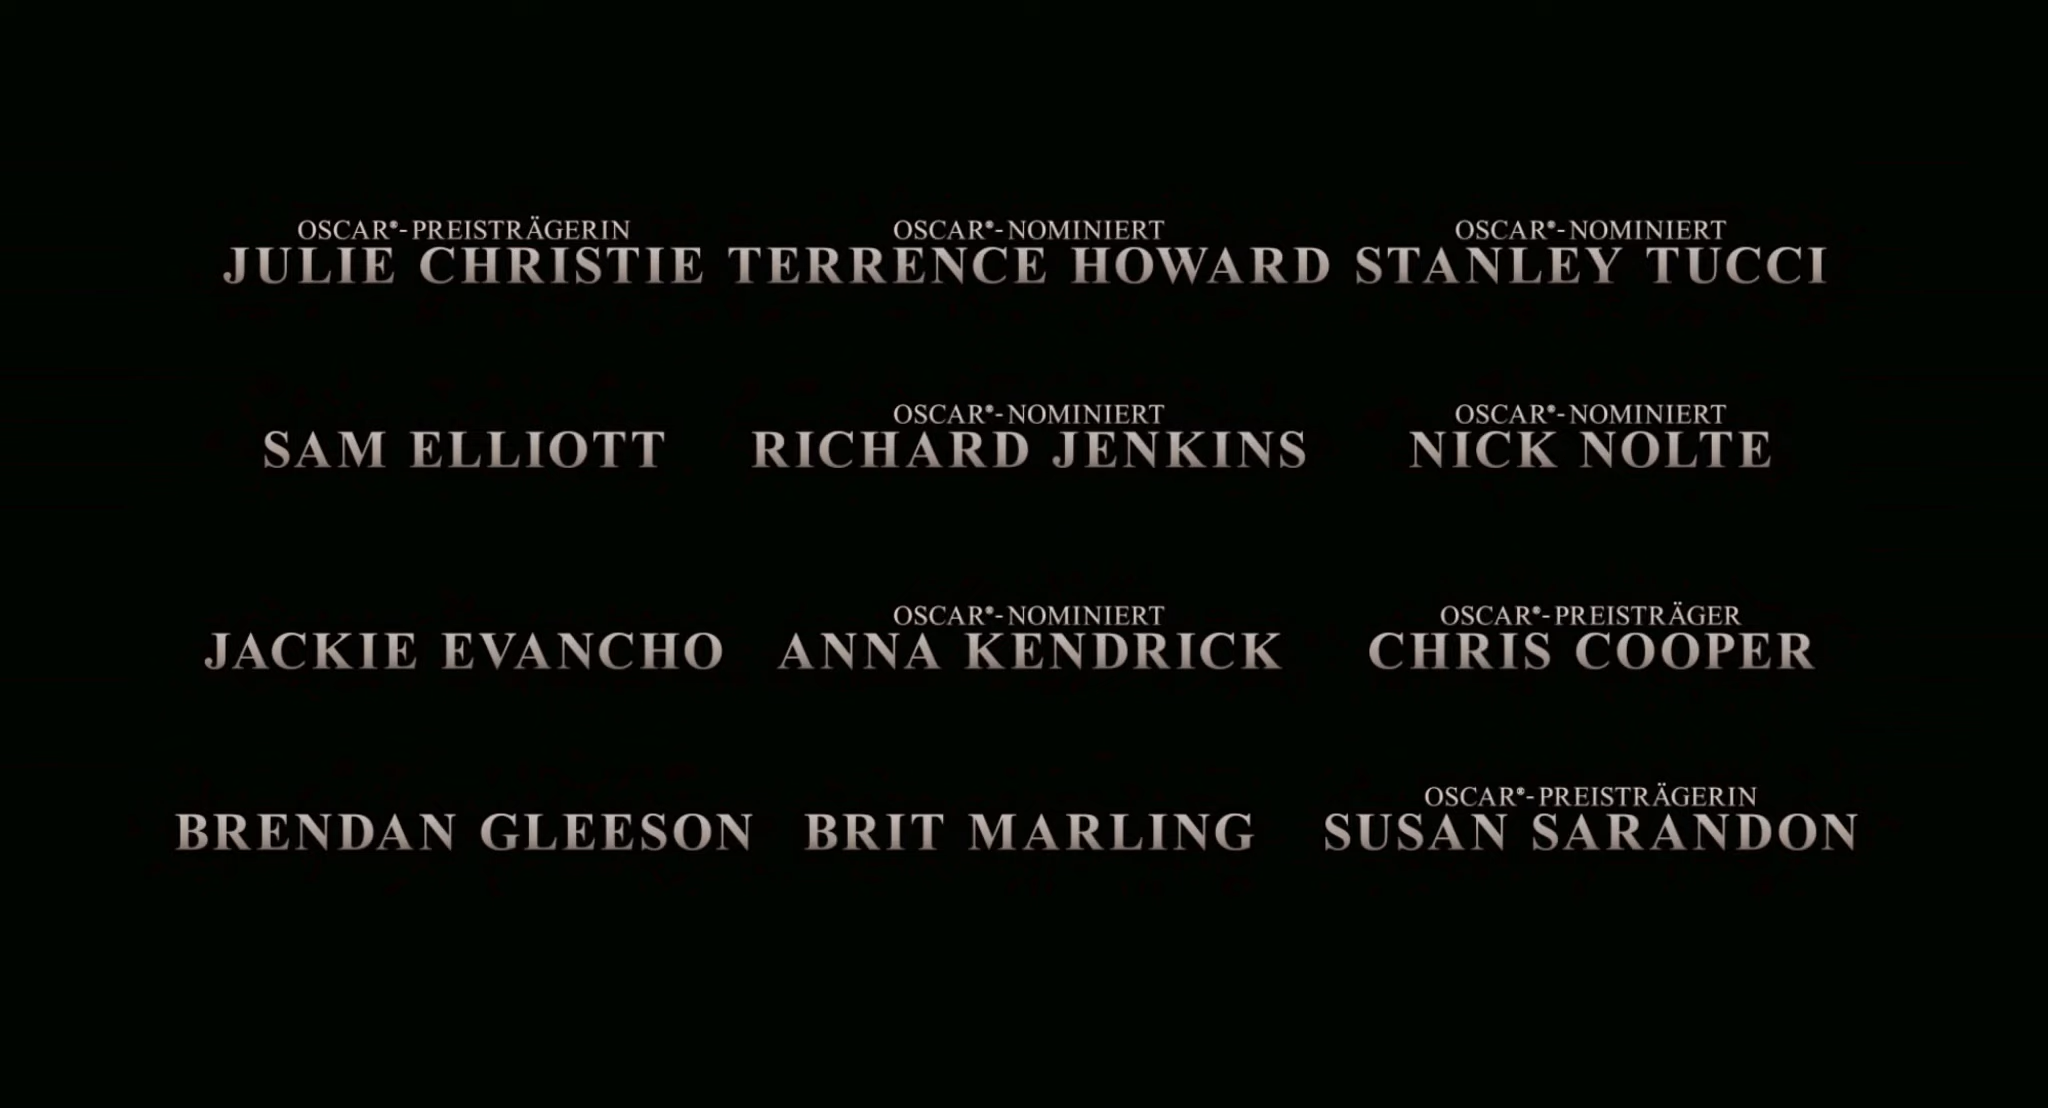 OSCAR®-PREISTRÄGERIN OSCAR®-NOMINIERT OSCAR®-NOMINIERT
JULIE CHRISTIE TERRENCE HOWARD STANLEY TUCCI
OSCAR®-NOMINIERT OSCAR®-NOMINIERT
SAM ELLIOTT RICHARD JENKINS NICK NOLTE
OSCAR®-NOMINIERT OSCAR®-PREISTRÄGER
JACKIE EVANCHO ANNA KENDRICK CHRIS COOPER
OSCAR®-PREISTRÄGERIN
BRENDAN GLEESON BRIT MARLING SUSAN SARANDON